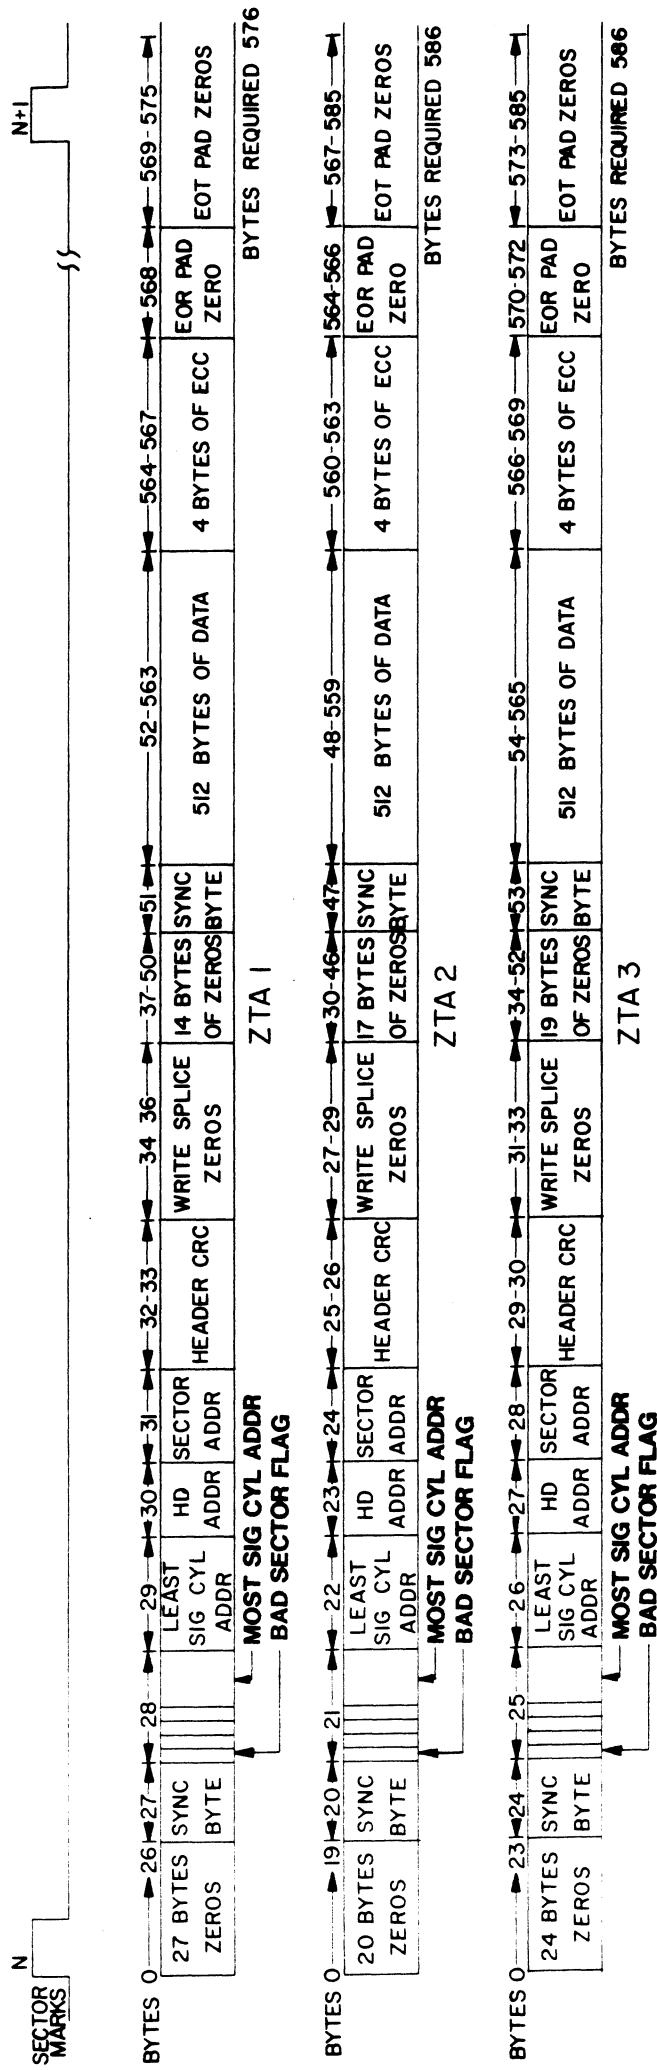 SECTOR MARKS
N
N+1
BYTES 0 26 27 28 29 30 31 32-33 34 36 37-50 51 52-563 564-567 568 569-575
27 BYTES ZEROS
SYNC BYTE
LEAST SIG CYL ADDR
HD ADDR
SECTOR ADDR
HEADER CRC
WRITE SPLICE ZEROS
14 BYTES OF ZEROS
SYNC BYTE
512 BYTES OF DATA
4 BYTES OF ECC
EOR PAD ZERO
EOT PAD ZEROS
MOST SIG CYL ADDR
BAD SECTOR FLAG
ZTA 1
BYTES REQUIRED 576
BYTES 0 19 20 21 22 23 24 25-26 27-29 30-46 47 48-559 560-563 564-566 567-585
20 BYTES ZEROS
SYNC BYTE
LEAST SIG CYL ADDR
HD ADDR
SECTOR ADDR
HEADER CRC
WRITE SPLICE ZEROS
17 BYTES OF ZEROS
SYNC BYTE
512 BYTES OF DATA
4 BYTES OF ECC
EOR PAD ZERO
EOT PAD ZEROS
MOST SIG CYL ADDR
BAD SECTOR FLAG
ZTA 2
BYTES REQUIRED 586
BYTES 0 23 24 25 26 27 28 29-30 31-33 34-52 53 54-565 566-569 570-572 573-585
24 BYTES ZEROS
SYNC BYTE
LEAST SIG CYL ADDR
HD ADDR
SECTOR ADDR
HEADER CRC
WRITE SPLICE ZEROS
19 BYTES OF ZEROS
SYNC BYTE
512 BYTES OF DATA
4 BYTES OF ECC
EOR PAD ZERO
EOT PAD ZEROS
MOST SIG CYL ADDR
BAD SECTOR FLAG
ZTA 3
BYTES REQUIRED 586